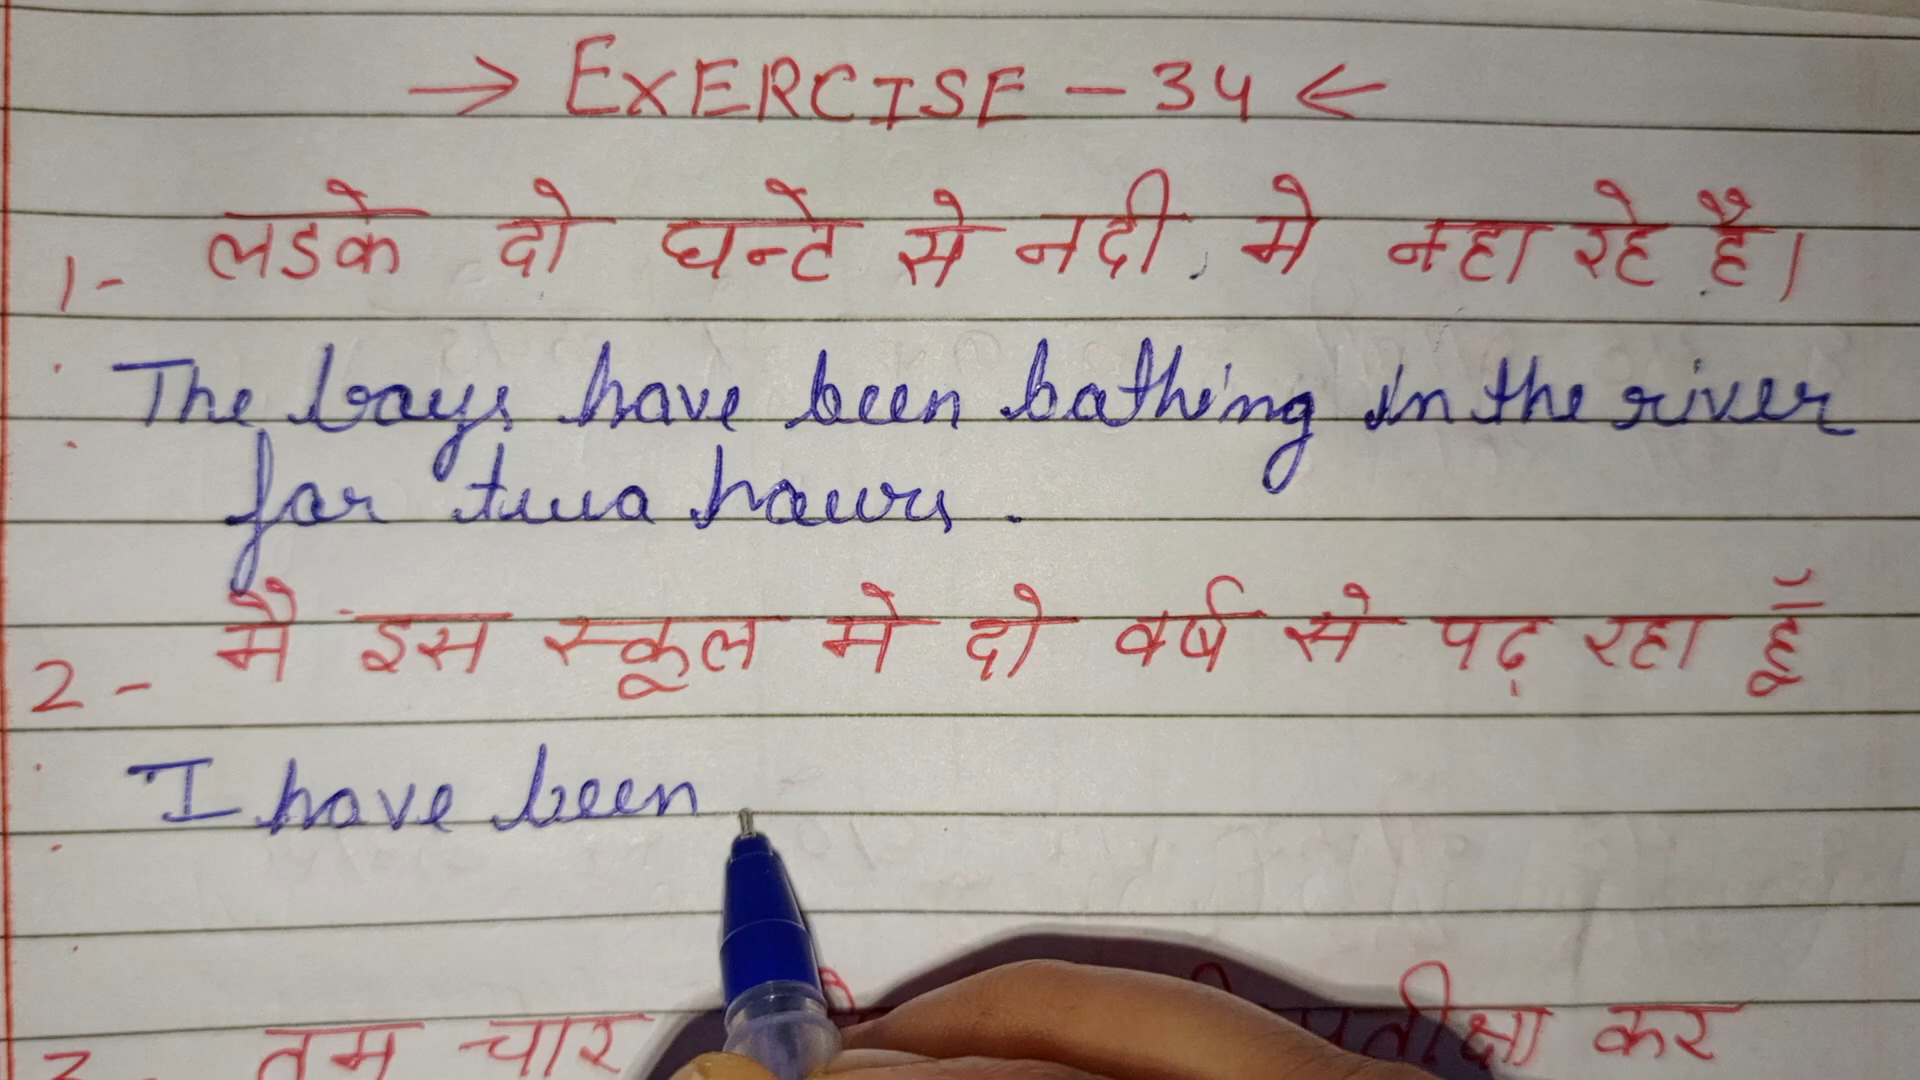 → EXERCISE - 34 ←
1- लडके दो घन्टे से नदी मे नहा रहे है।
The boys have been bathing in the river
for two hours.
2- मै इस स्कूल मे दो वर्ष से पढ़ रहा हूँ
I have been
3- तुम चार प्रतीक्षा कर